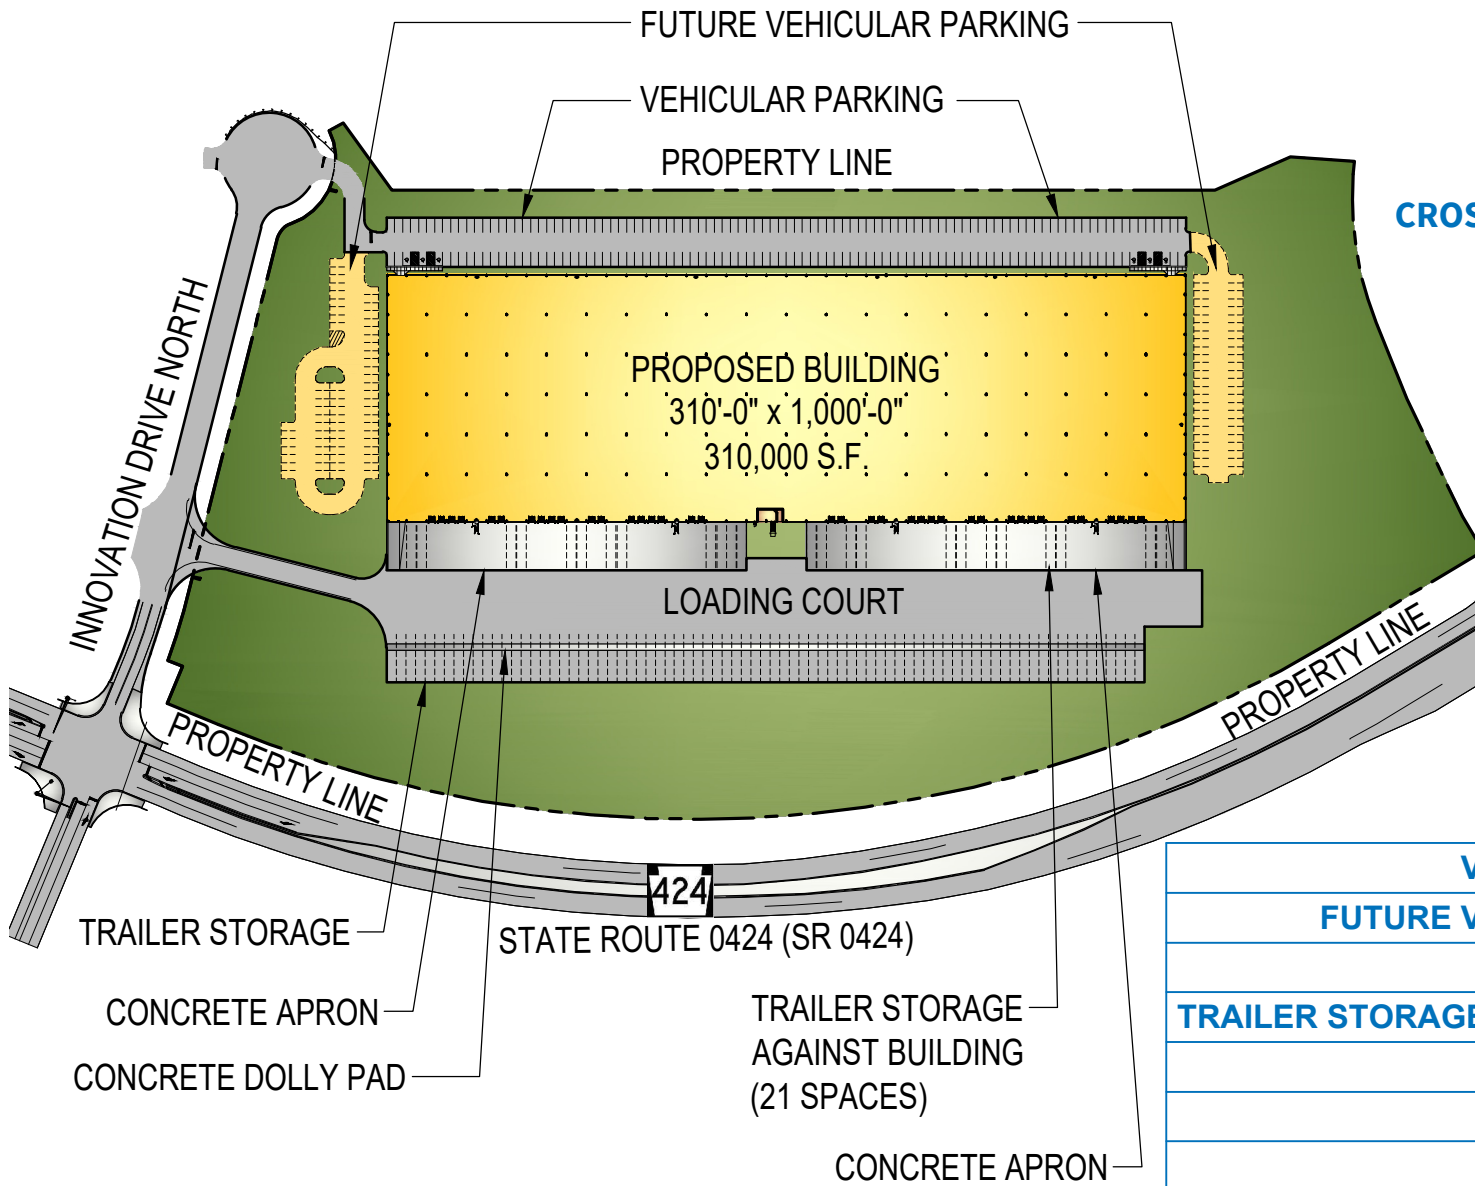 FUTURE VEHICULAR PARKING
VEHICULAR PARKING
PROPERTY LINE
CROS
INNOVATION DRIVE NORTH
PROPOSED BUILDING
310'-0" x 1,000'-0"
310,000 S.F.
LOADING COURT
PROPERTY LINE
PROPERTY LINE
424
STATE ROUTE 0424 (SR 0424)
TRAILER STORAGE
CONCRETE APRON
CONCRETE DOLLY PAD
TRAILER STORAGE
AGAINST BUILDING
(21 SPACES)
CONCRETE APRON
V
FUTURE V
TRAILER STORAGE